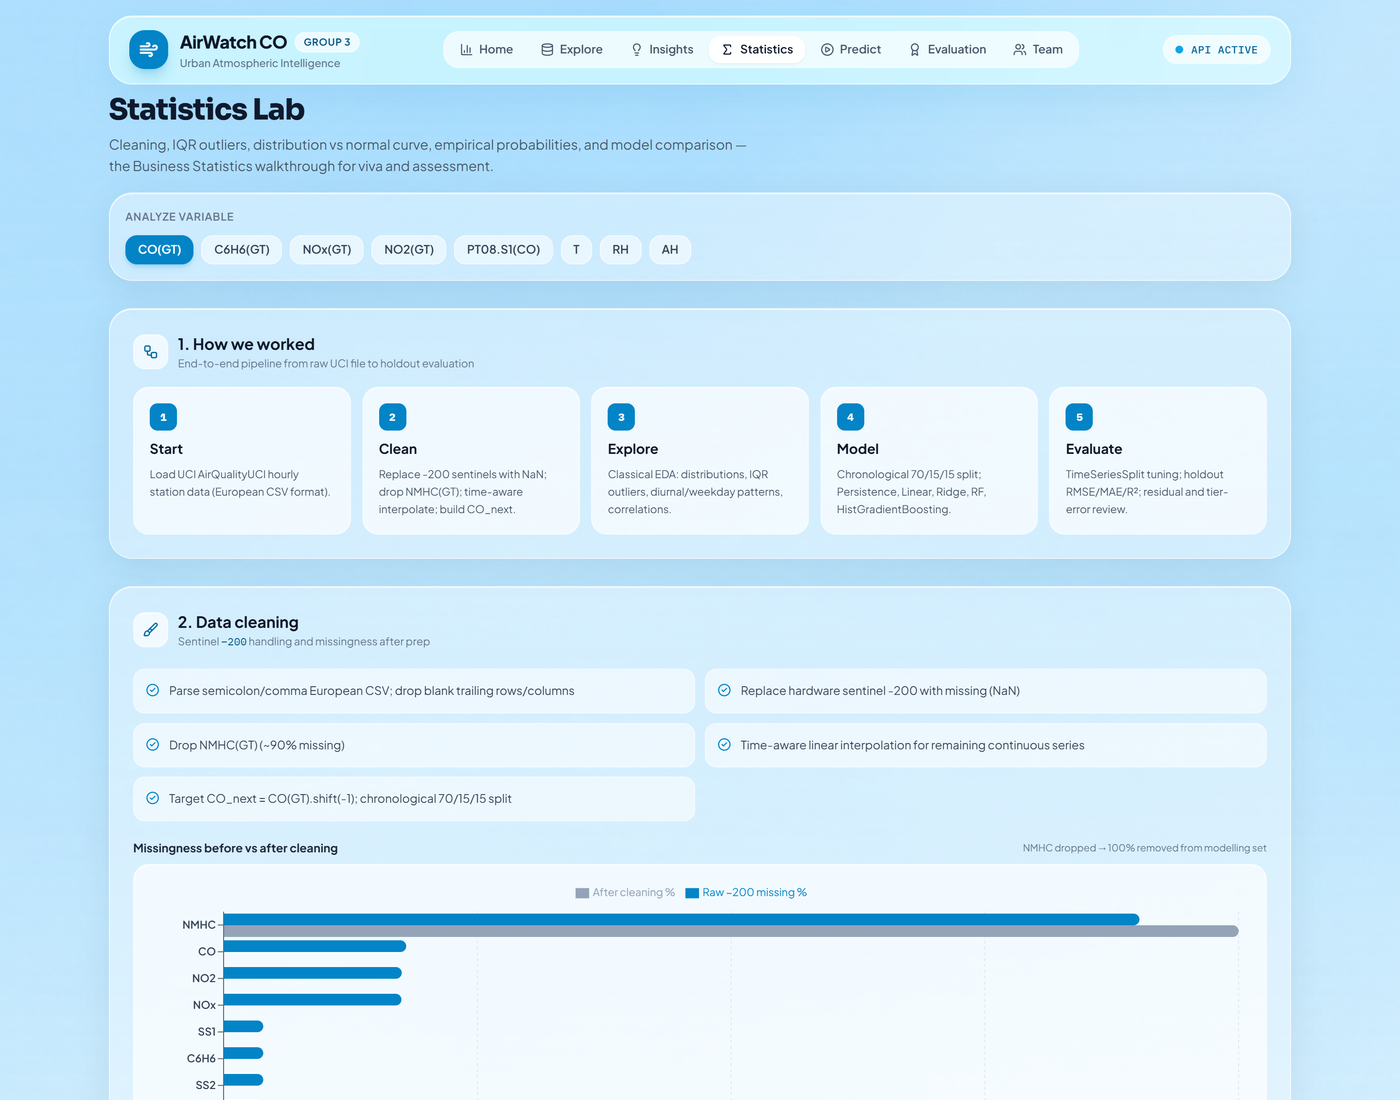 AirWatch CO
GROUP 3
Urban Atmospheric Intelligence
Home
Explore
Insights
Statistics
Predict
Evaluation
Team
API ACTIVE
Statistics Lab
Cleaning, IQR outliers, distribution vs normal curve, empirical probabilities, and model comparison —
the Business Statistics walkthrough for viva and assessment.
ANALYZE VARIABLE
CO(GT)
C6H6(GT)
NOx(GT)
NO2(GT)
PT08.S1(CO)
T
RH
AH
1. How we worked
End-to-end pipeline from raw UCI file to holdout evaluation
1
Start
Load UCI AirQualityUCI hourly
station data (European CSV format).
2
Clean
Replace -200 sentinels with NaN;
drop NMHC(GT); time-aware
interpolate; build CO_next.
3
Explore
Classical EDA: distributions, IQR
outliers, diurnal/weekday patterns,
correlations.
4
Model
Chronological 70/15/15 split;
Persistence, Linear, Ridge, RF,
HistGradientBoosting.
5
Evaluate
TimeSeriesSplit tuning; holdout
RMSE/MAE/R²; residual and tier-
error review.
2. Data cleaning
Sentinel −200 handling and missingness after prep
Parse semicolon/comma European CSV; drop blank trailing rows/columns
Replace hardware sentinel -200 with missing (NaN)
Drop NMHC(GT) (~90% missing)
Time-aware linear interpolation for remaining continuous series
Target CO_next = CO(GT).shift(-1); chronological 70/15/15 split
Missingness before vs after cleaning
NMHC dropped → 100% removed from modelling set
After cleaning %
Raw −200 missing %
NMHC
CO
NO2
NOx
SS1
C6H6
SS2